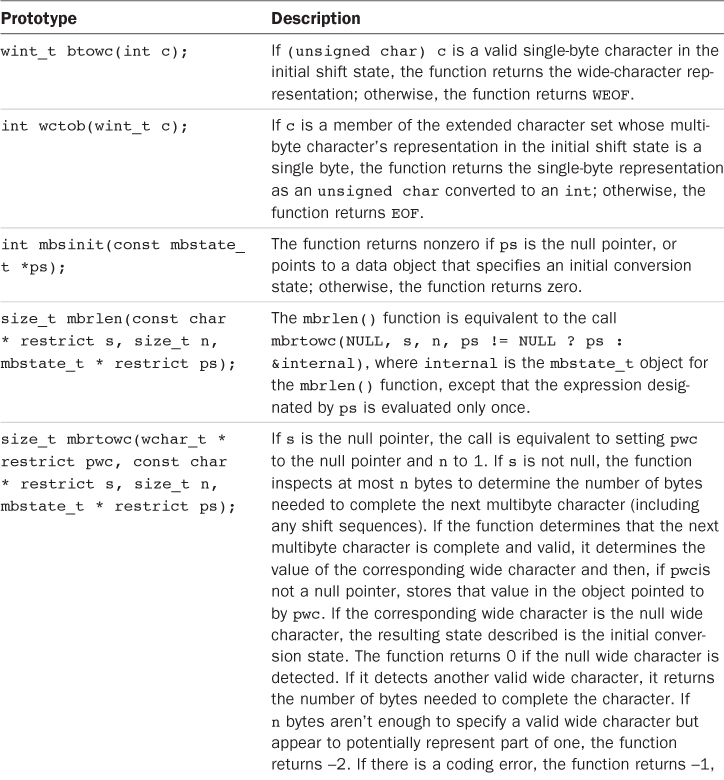 Prototype Description
wint_t btowc(int c); If (unsigned char) c is a valid single-byte character in the
initial shift state, the function returns the wide-character rep-
resentation; otherwise, the function returns WEOF.
int wctob(wint_t c); If c is a member of the extended character set whose multi-
byte character's representation in the initial shift state is a
single byte, the function returns the single-byte representation
as an unsigned char converted to an int; otherwise, the
function returns EOF.
int mbsinit(const mbstate_ The function returns nonzero if ps is the null pointer, or
t *ps); points to a data object that specifies an initial conversion
state; otherwise, the function returns zero.
size_t mbrlen(const char The mbrlen() function is equivalent to the call
* restrict s, size_t n, mbrtowc(NULL, s, n, ps != NULL ? ps :
mbstate_t * restrict ps); &internal), where internal is the mbstate_t object for
the mbrlen() function, except that the expression desig-
nated by ps is evaluated only once.
size_t mbrtowc(wchar_t * If s is the null pointer, the call is equivalent to setting pwc
restrict pwc, const char to the null pointer and n to 1. If s is not null, the function
* restrict s, size_t n, inspects at most n bytes to determine the number of bytes
mbstate_t * restrict ps); needed to complete the next multibyte character (including
any shift sequences). If the function determines that the next
multibyte character is complete and valid, it determines the
value of the corresponding wide character and then, if pwcis
not a null pointer, stores that value in the object pointed to
by pwc. If the corresponding wide character is the null wide
character, the resulting state described is the initial conver-
sion state. The function returns 0 if the null wide character is
detected. If it detects another valid wide character, it returns
the number of bytes needed to complete the character. If
n bytes aren't enough to specify a valid wide character but
appear to potentially represent part of one, the function
returns –2. If there is a coding error, the function returns –1,